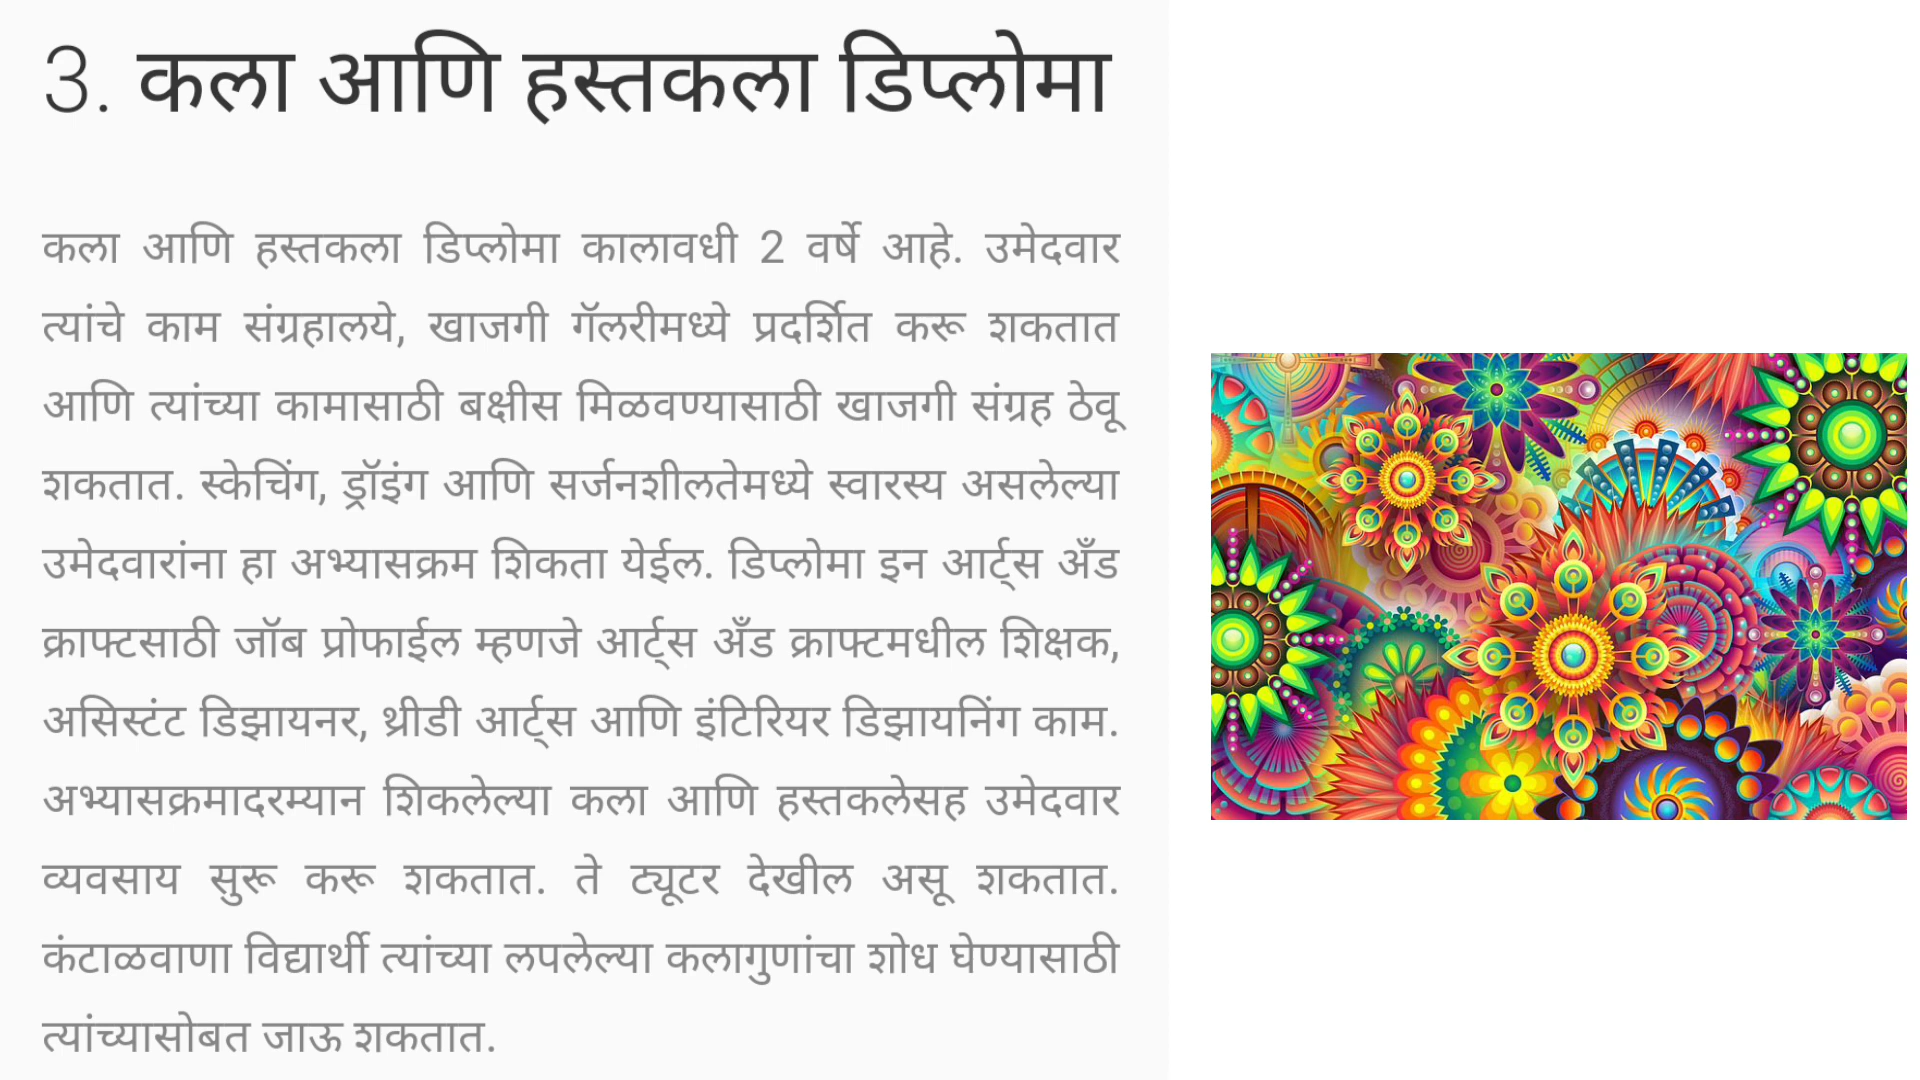 3. कला आणि हस्तकला डिप्लोमा
कला आणि हस्तकला डिप्लोमा कालावधी 2 वर्षे आहे. उमेदवार
त्यांचे काम संग्रहालये, खाजगी गॅलरीमध्ये प्रदर्शित करू शकतात
आणि त्यांच्या कामासाठी बक्षीस मिळवण्यासाठी खाजगी संग्रह ठेवू
शकतात. स्केचिंग, ड्रॉइंग आणि सर्जनशीलतेमध्ये स्वारस्य असलेल्या
उमेदवारांना हा अभ्यासक्रम शिकता येईल. डिप्लोमा इन आर्ट्स अँड
क्राफ्टसाठी जॉब प्रोफाईल म्हणजे आर्ट्स अँड क्राफ्टमधील शिक्षक,
असिस्टंट डिझायनर, थ्रीडी आर्ट्स आणि इंटिरियर डिझायनिंग काम.
अभ्यासक्रमादरम्यान शिकलेल्या कला आणि हस्तकलेसह उमेदवार
व्यवसाय सुरू करू शकतात. ते ट्यूटर देखील असू शकतात.
कंटाळवाणा विद्यार्थी त्यांच्या लपलेल्या कलागुणांचा शोध घेण्यासाठी
त्यांच्यासोबत जाऊ शकतात.